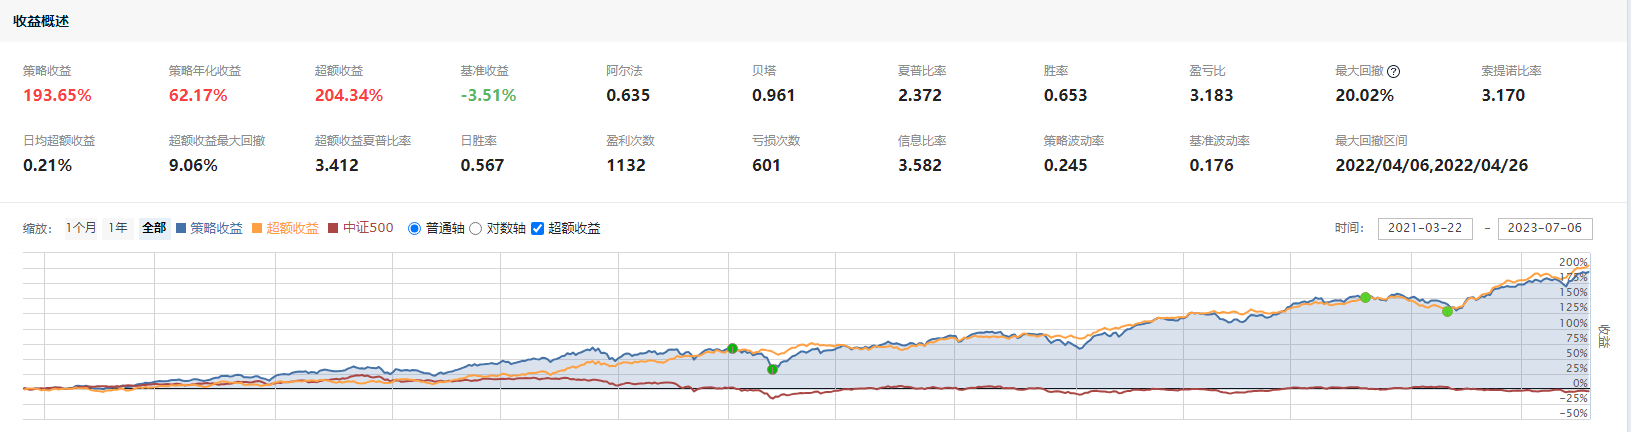 收益概述
策略收益 策略年化收益 超额收益 基准收益 阿尔法 贝塔 夏普比率 胜率 盈亏比 最大回撤 ? 索提诺比率
193.65% 62.17% 204.34% -3.51% 0.635 0.961 2.372 0.653 3.183 20.02% 3.170
日均超额收益 超额收益最大回撤 超额收益夏普比率 日胜率 盈利次数 亏损次数 信息比率 策略波动率 基准波动率 最大回撤区间
0.21% 9.06% 3.412 0.567 1132 601 3.582 0.245 0.176 2022/04/06,2022/04/26
缩放: 1个月 1年 全部 策略收益 超额收益 中证500 普通轴 对数轴 超额收益 时间: 2021-03-22 - 2023-07-06
200%
175%
150%
125%
100%
75%
50%
25%
0%
-25%
-50%
收益